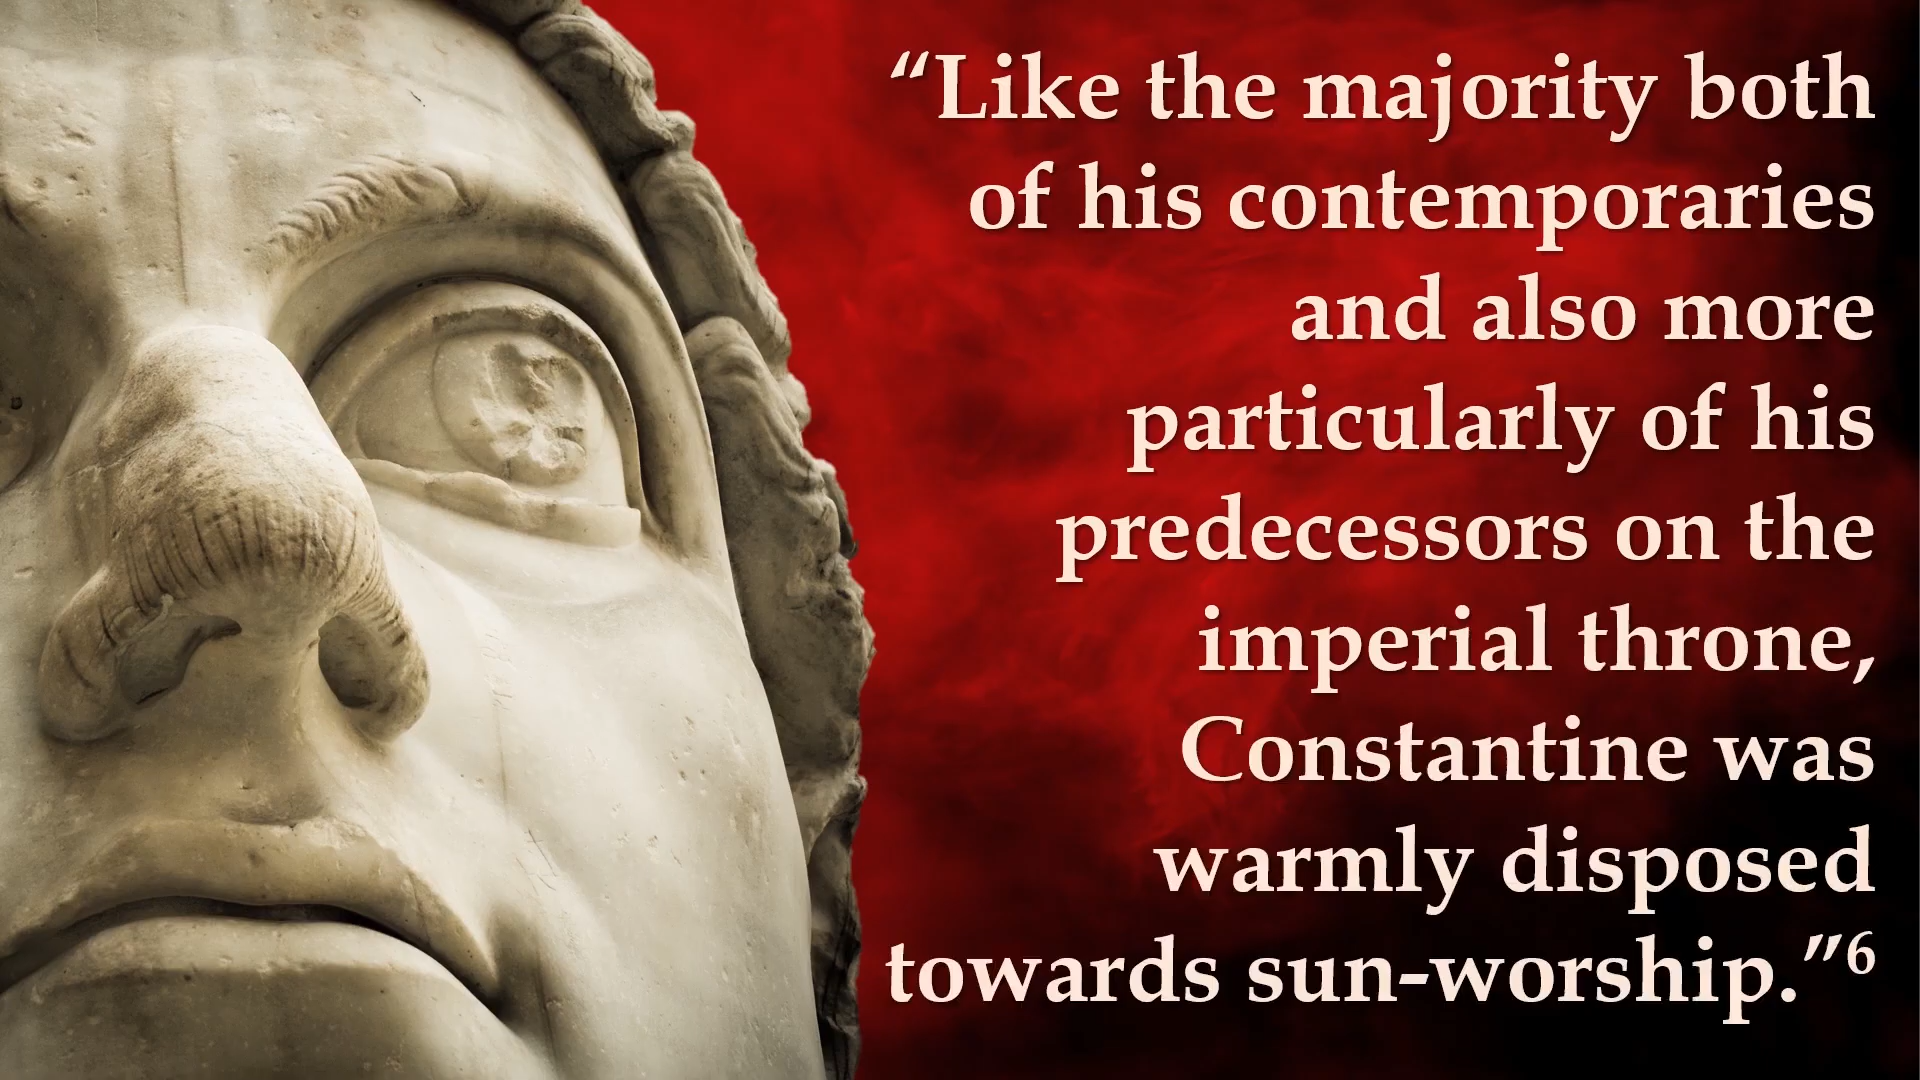 “Like the majority both
of his contemporaries
and also more
particularly of his
predecessors on the
imperial throne,
Constantine was
warmly disposed
towards sun-worship.”⁶